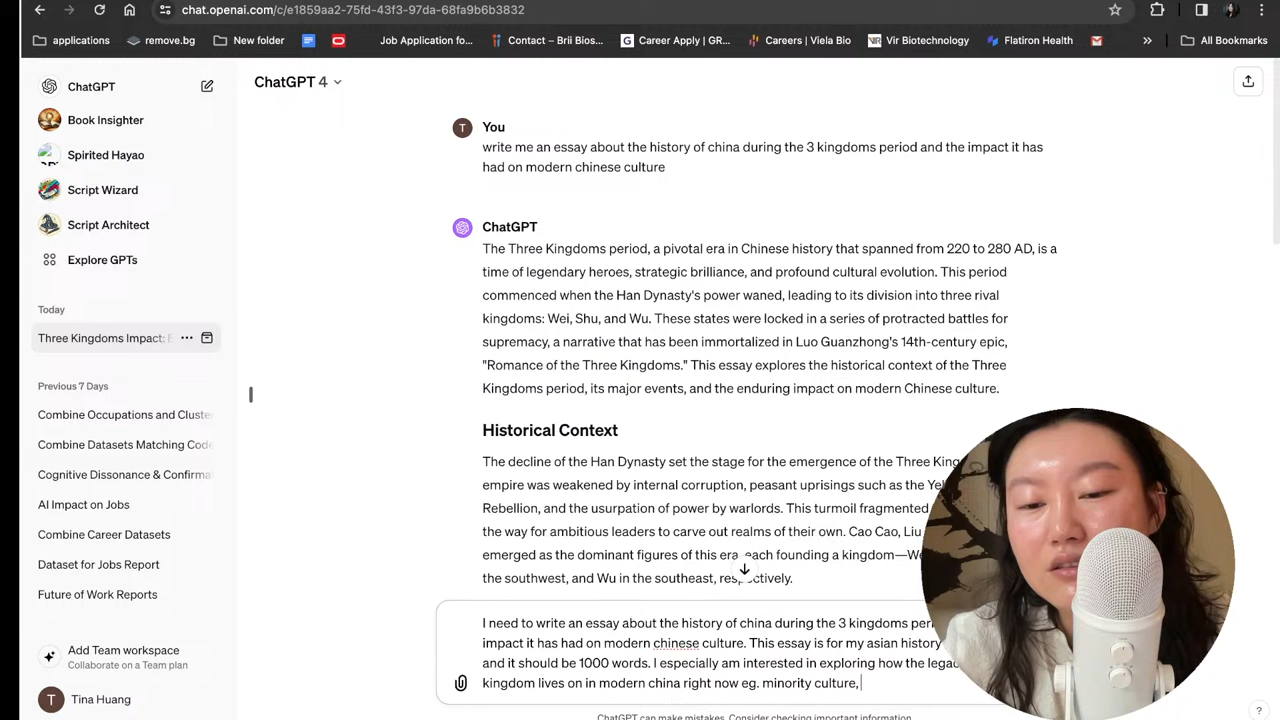 chat.openai.com/c/e1859aa2-75fd-43f3-97da-68fa9b6b3832
applications
remove.bg
New folder
Job Application fo...
Contact – Brii Bios...
Career Apply | GR...
Careers | Viela Bio
Vir Biotechnology
Flatiron Health
»
All Bookmarks
ChatGPT
ChatGPT 4
Book Insighter
Spirited Hayao
Script Wizard
Script Architect
Explore GPTs
Today
Three Kingdoms Impact: E
Previous 7 Days
Combine Occupations and Cluste
Combine Datasets Matching Code
Cognitive Dissonance & Confirma
AI Impact on Jobs
Combine Career Datasets
Dataset for Jobs Report
Future of Work Reports
Add Team workspace
Collaborate on a Team plan
T
Tina Huang
T
You
write me an essay about the history of china during the 3 kingdoms period and the impact it has
had on modern chinese culture
ChatGPT
The Three Kingdoms period, a pivotal era in Chinese history that spanned from 220 to 280 AD, is a
time of legendary heroes, strategic brilliance, and profound cultural evolution. This period
commenced when the Han Dynasty's power waned, leading to its division into three rival
kingdoms: Wei, Shu, and Wu. These states were locked in a series of protracted battles for
supremacy, a narrative that has been immortalized in Luo Guanzhong's 14th-century epic,
"Romance of the Three Kingdoms." This essay explores the historical context of the Three
Kingdoms period, its major events, and the enduring impact on modern Chinese culture.
Historical Context
The decline of the Han Dynasty set the stage for the emergence of the Three King
empire was weakened by internal corruption, peasant uprisings such as the Yel
Rebellion, and the usurpation of power by warlords. This turmoil fragmented
the way for ambitious leaders to carve out realms of their own. Cao Cao, Liu
emerged as the dominant figures of this era, each founding a kingdom—We
the southwest, and Wu in the southeast, respectively.
I need to write an essay about the history of china during the 3 kingdoms peri
impact it has had on modern chinese culture. This essay is for my asian history
and it should be 1000 words. I especially am interested in exploring how the lega
kingdom lives on in modern china right now eg. minority culture,
ChatGPT can make mistakes. Consider checking important information.
?